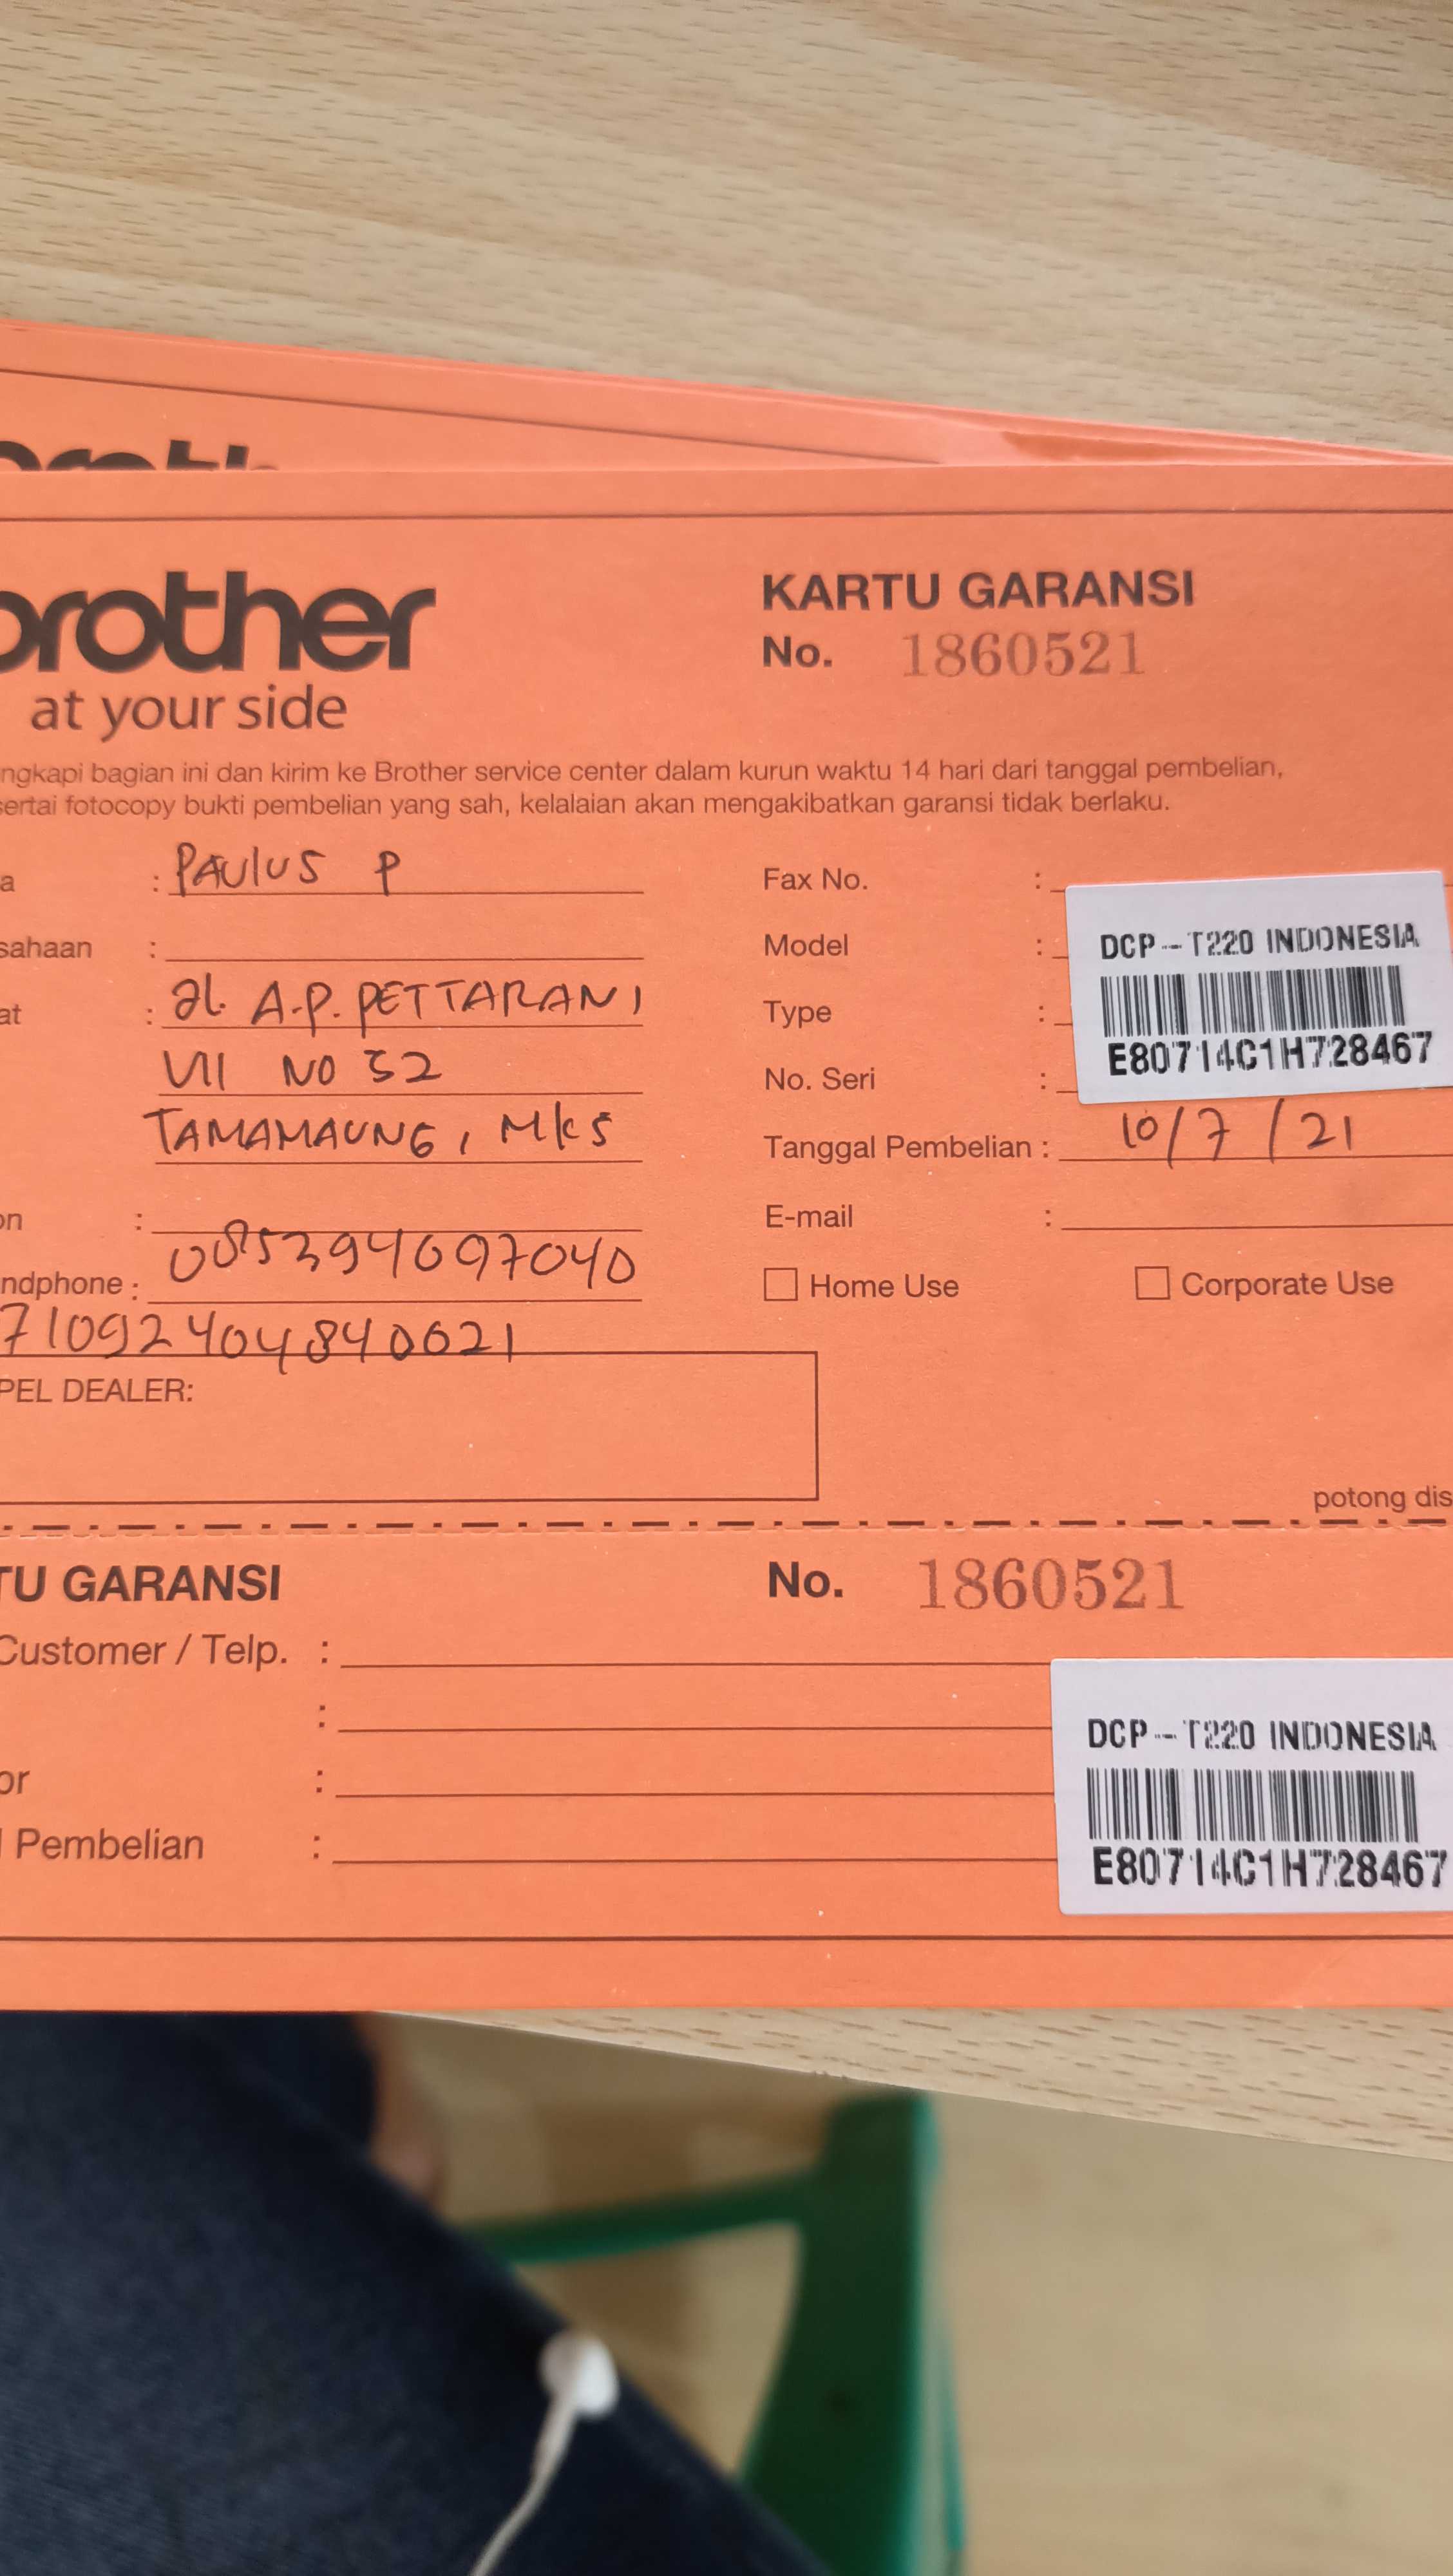 brother
at your side
KARTU GARANSI
No. 1860521
ngkapi bagian ini dan kirim ke Brother service center dalam kurun waktu 14 hari dari tanggal pembelian,
sertai fotocopy bukti pembelian yang sah, kelalaian akan mengakibatkan garansi tidak berlaku.
a : PAULUS P
sahaan :
at : Jl. A.P. PETTARANI
VII NO 32
TAMAMAUNG, MKS
on :
ndphone : 085394697040
710924048 40621
PEL DEALER:
Fax No. :
Model :
Type :
No. Seri :
DCP-T220 INDONESIA
E80714C1H728467
Tanggal Pembelian : 10/7/21
E-mail :
Home Use
Corporate Use
potong dis
TU GARANSI
No. 1860521
Customer / Telp. :
:
or :
Pembelian :
DCP-T220 INDONESIA
E80714C1H728467